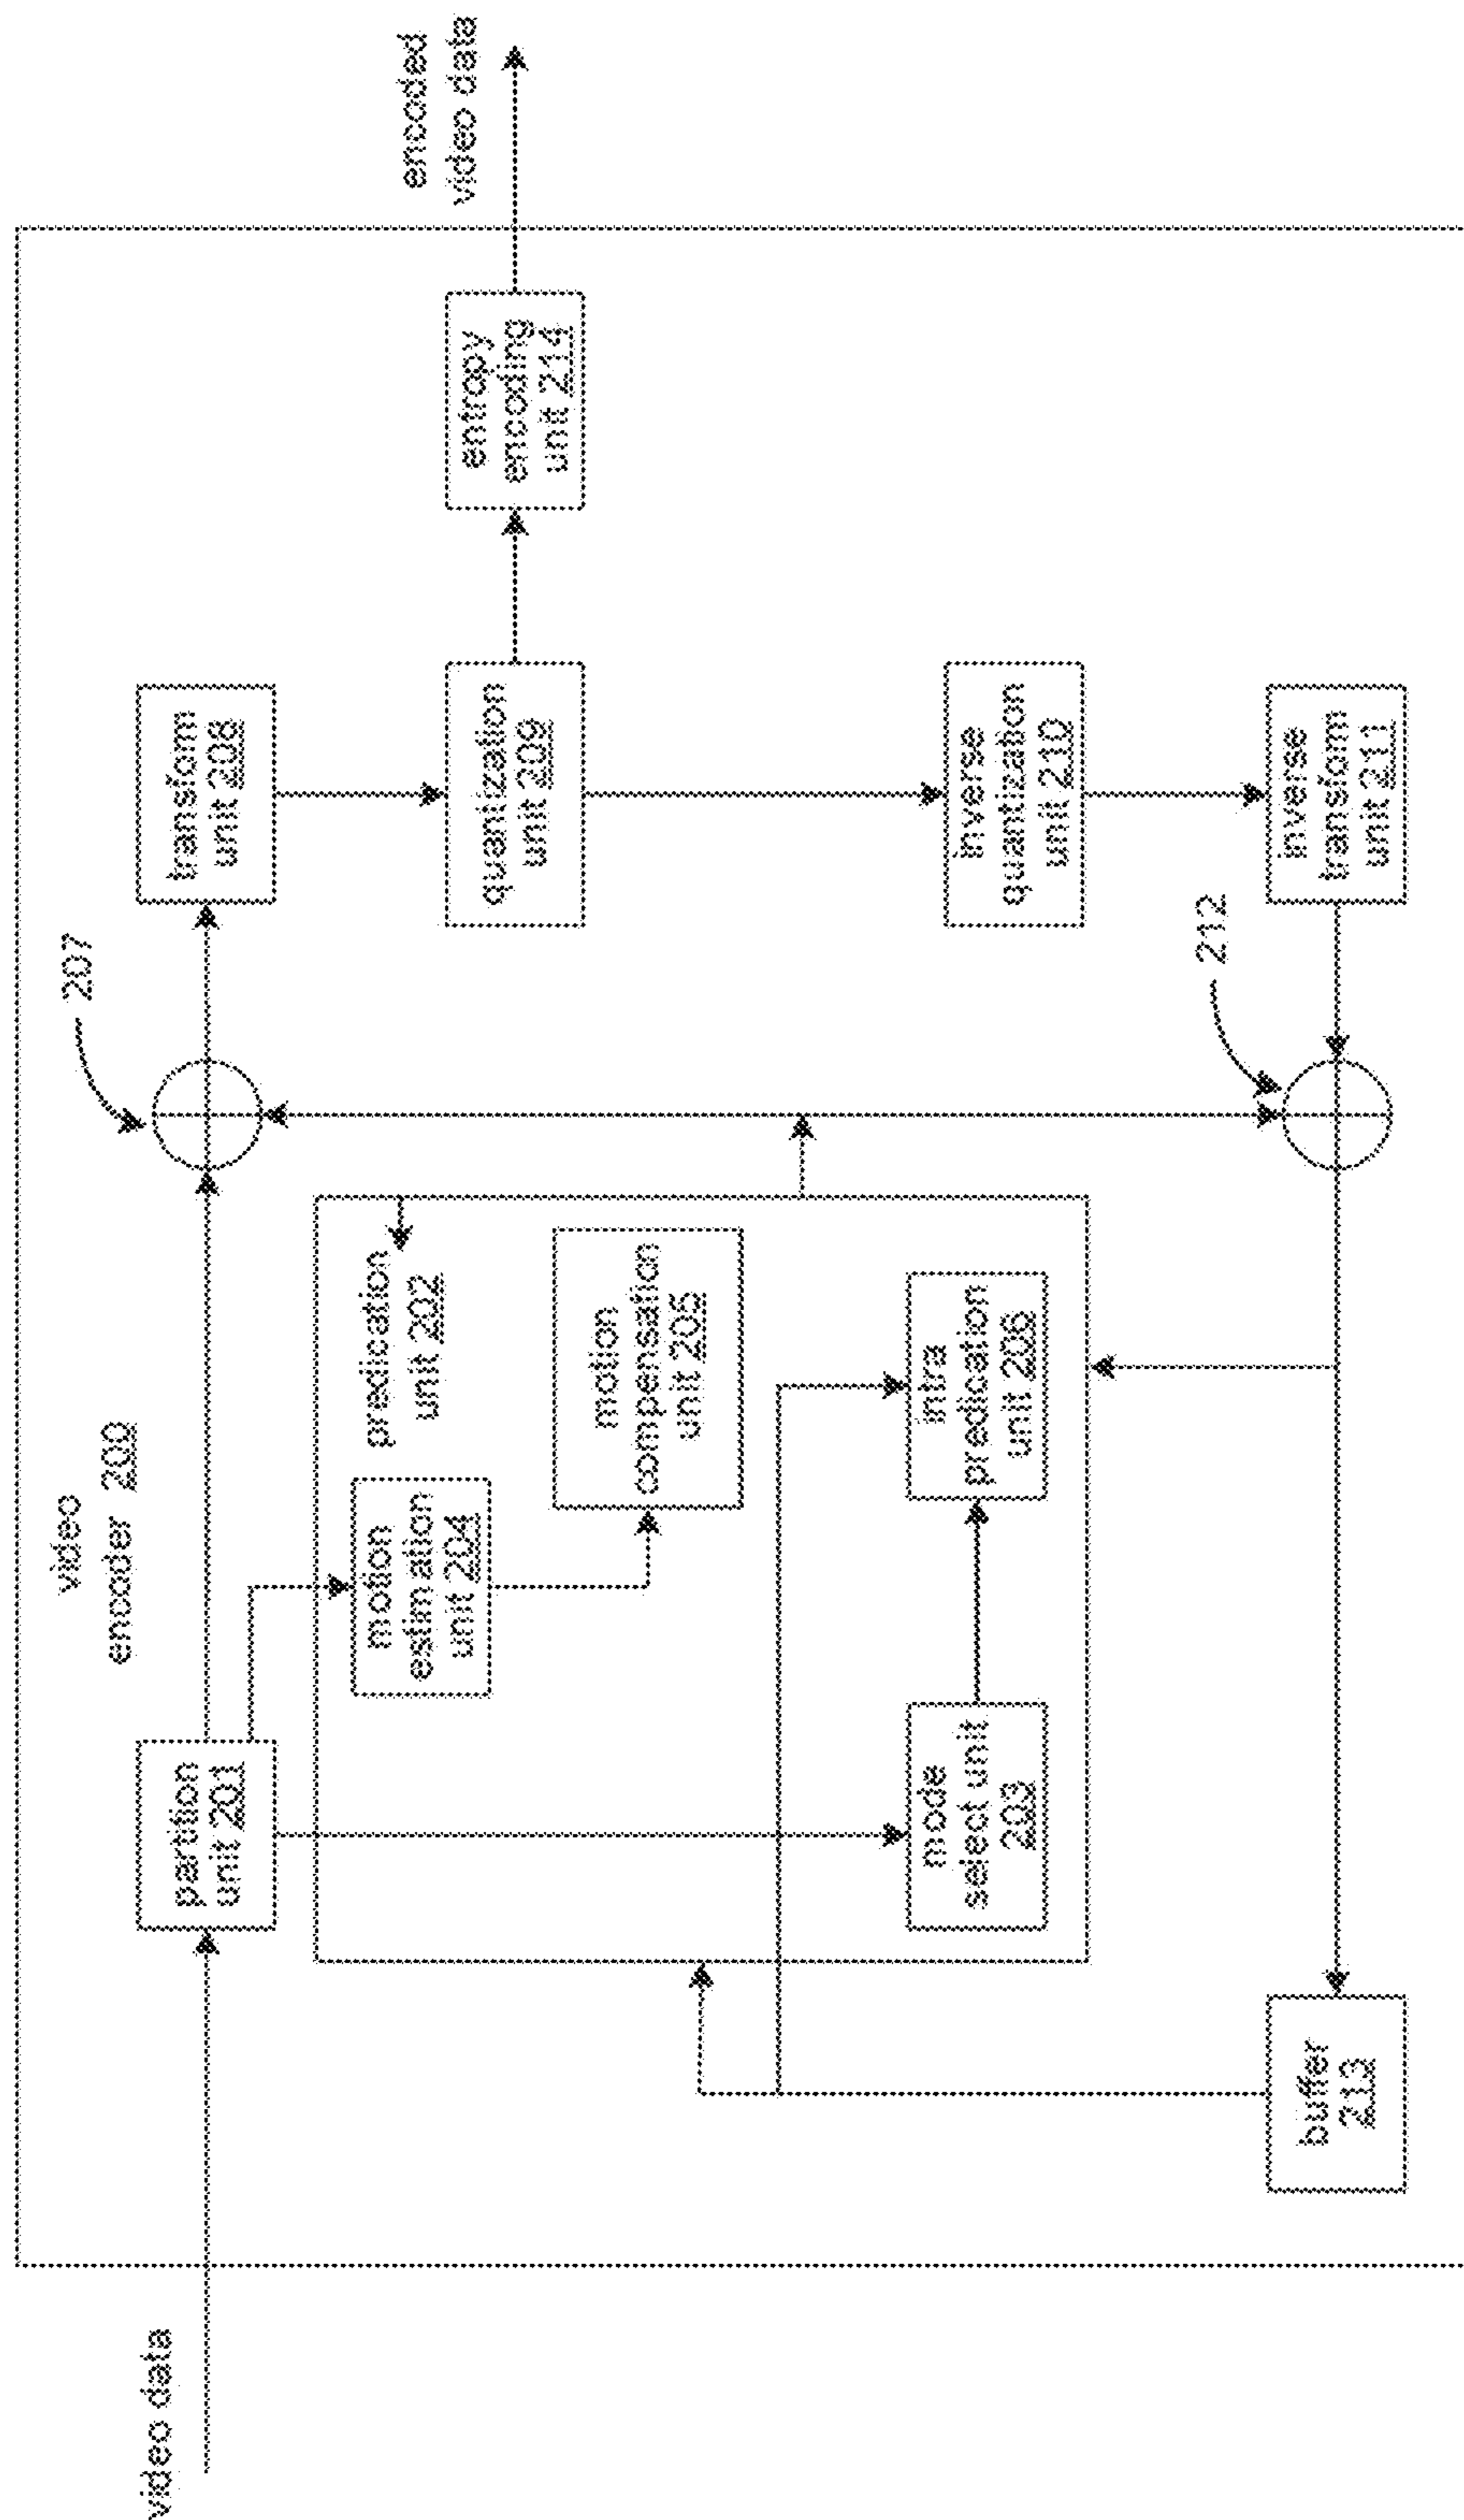 video
encoder 200
video data
partition
unit 201
207
transform
unit 208
encoded
video data
predication
unit 202
motion
estimation
unit 204
quantization
unit 209
entropy
encoding
unit 214
motion
compensation
unit 205
mode
select unit
203
intra
predication
unit 206
inverse
quantization
unit 210
212
buffer
213
inverse
transform
unit 211